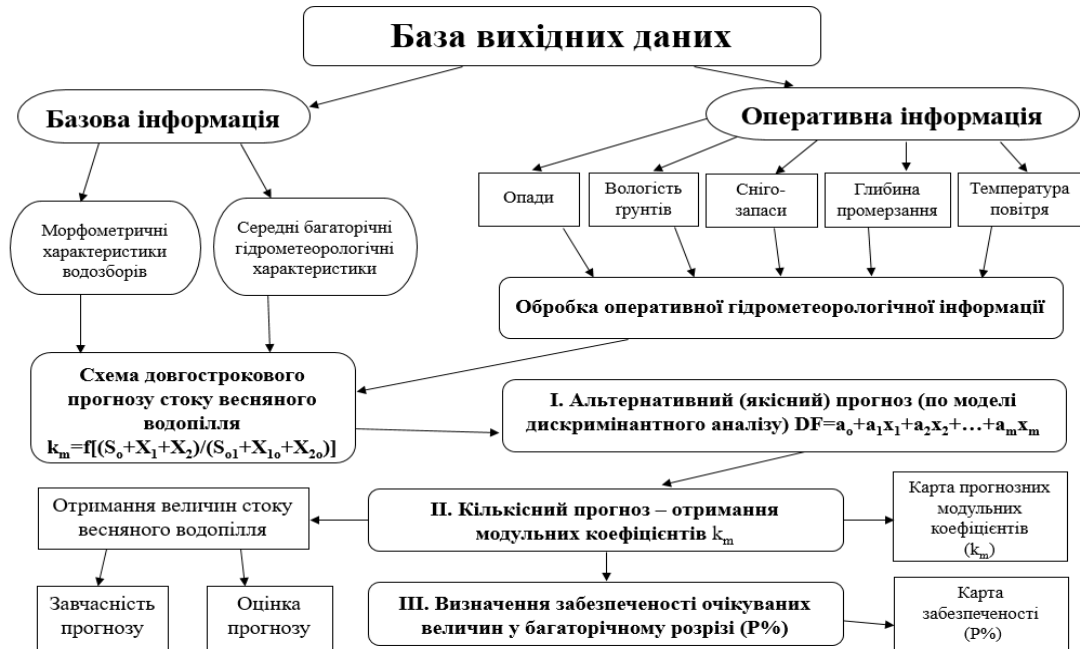 База вихідних даних
Базова інформація
Оперативна інформація
Опади
Вологість
ґрунтів
Сніго-
запаси
Глибина
промерзання
Температура
повітря
Морфометричні
характеристики
водозборів
Середні багаторічні
гідрометеорологічні
характеристики
Обробка оперативної гідрометеорологічної інформації
Схема довгострокового
прогнозу стоку весняного
водопілля
kₘ=f[(Sₒ+X₁+X₂)/(Sₒ₁+X₁ₒ+X₂ₒ)]
І. Альтернативний (якісний) прогноз (по моделі
дискримінантного аналізу) DF=aₒ+a₁x₁+a₂x₂+…+aₘxₘ
Отримання величин стоку
весняного водопілля
ІІ. Кількісний прогноз – отримання
модульних коефіцієнтів kₘ
Карта прогнозних
модульних
коефіцієнтів
(kₘ)
Завчасність
прогнозу
Оцінка
прогнозу
ІІІ. Визначення забезпеченості очікуваних
величин у багаторічному розрізі (P%)
Карта
забезпеченості
(P%)